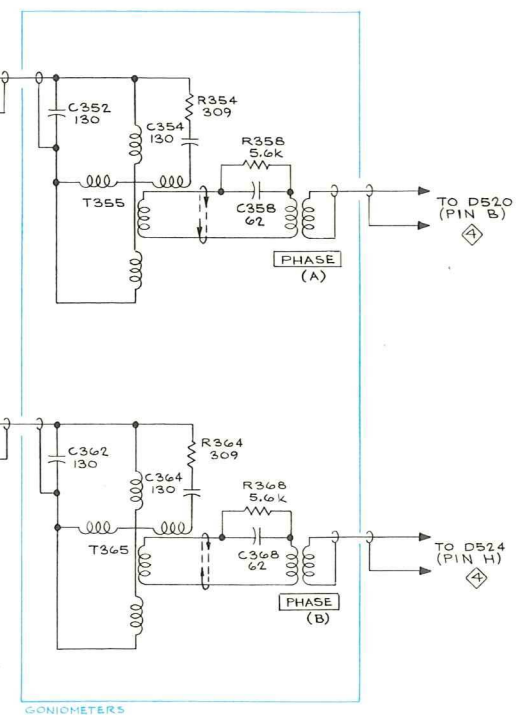 C352
130
R354
309
C354
130
R358
5.6k
T355
C358
62
PHASE
(A)
TO D520
(PIN B)
4
C362
130
R364
309
C364
130
R368
5.6k
T365
C368
62
PHASE
(B)
TO D524
(PIN H)
4
GONIOMETERS